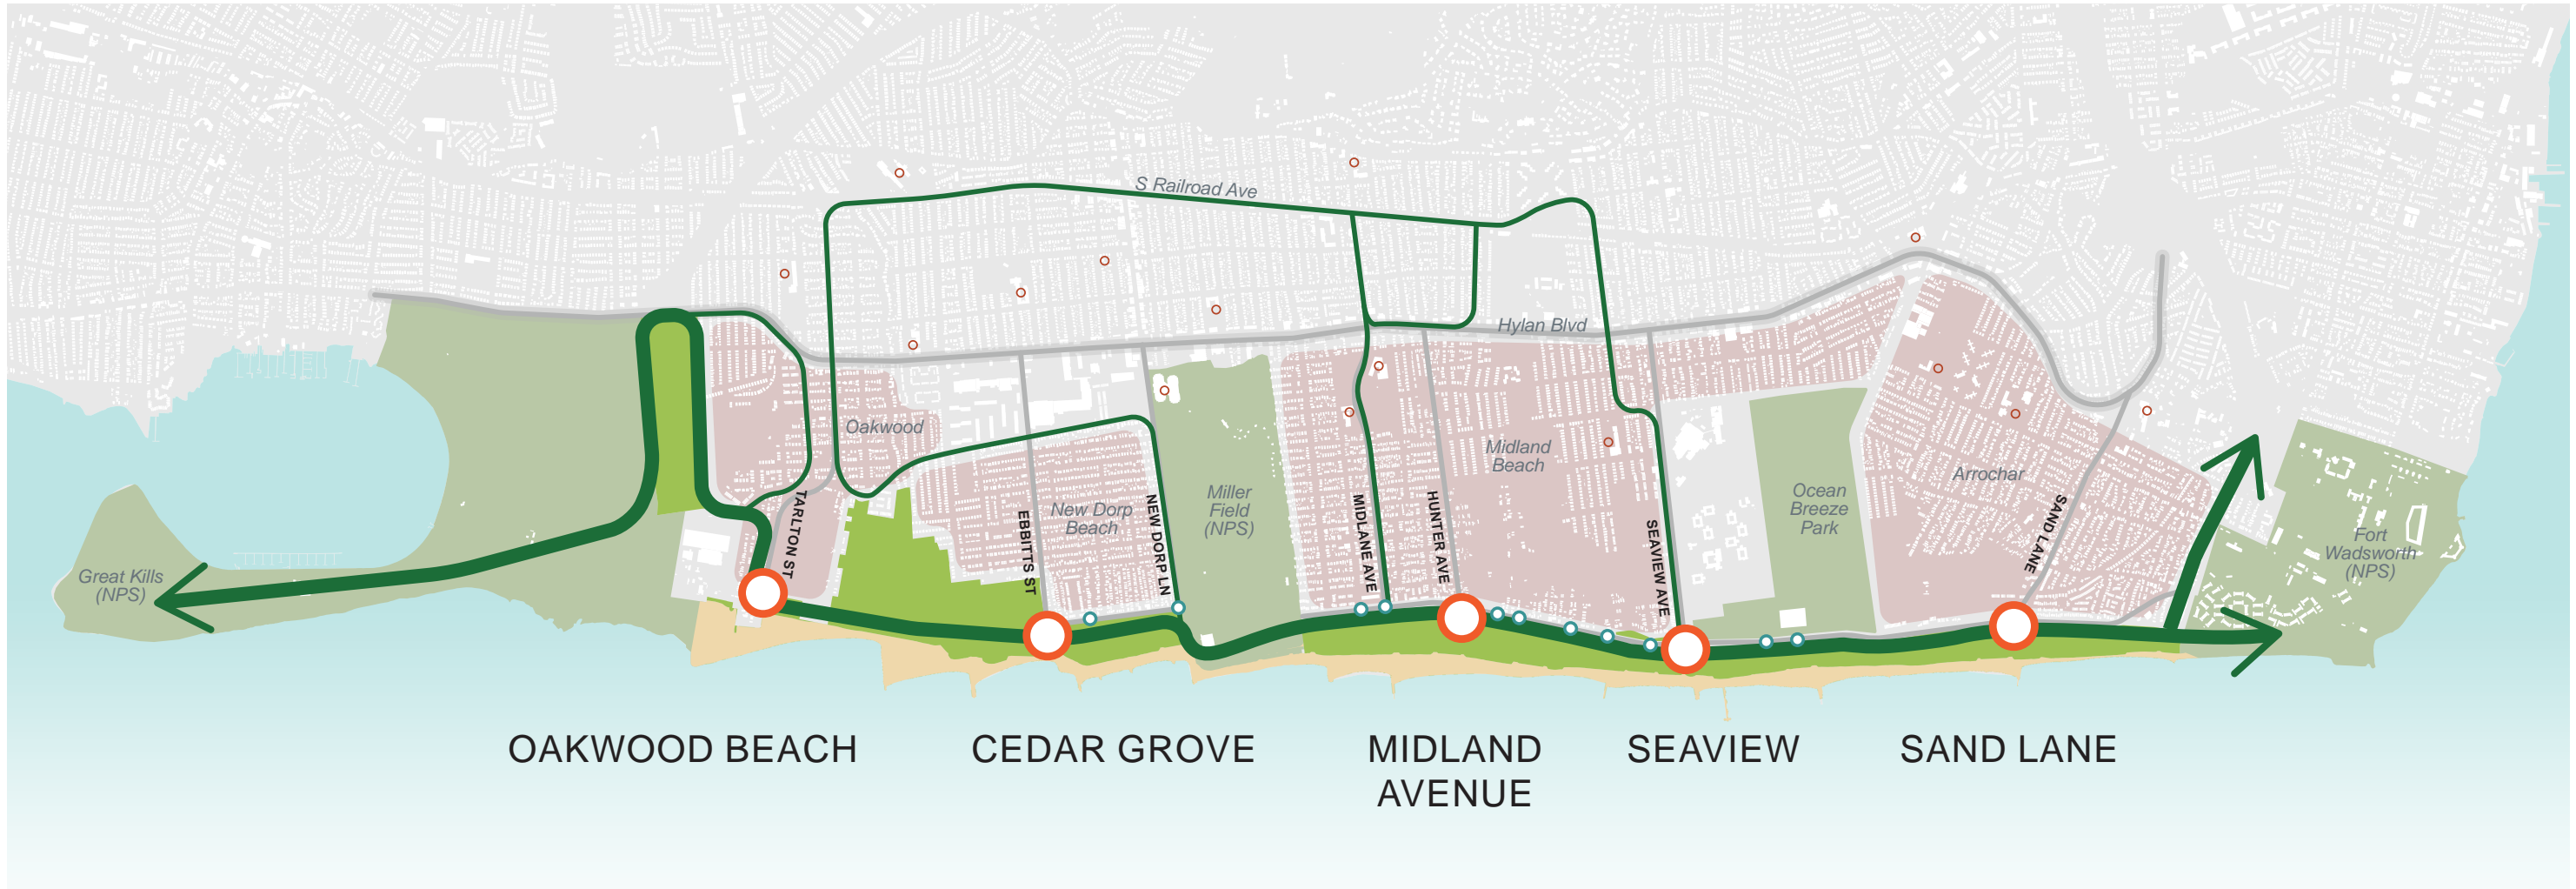 S Railroad Ave
Hylan Blvd
Oakwood
Midland
Beach
Arrochar
Great Kills
(NPS)
TARLTON ST
EBBITTS ST
New Dorp
Beach
NEW DORP LN
Miller
Field
(NPS)
MIDLANE AVE
HUNTER AVE
SEAVIEW AVE
Ocean
Breeze
Park
SAND LANE
Fort
Wadsworth
(NPS)
OAKWOOD BEACH
CEDAR GROVE
MIDLAND
AVENUE
SEAVIEW
SAND LANE